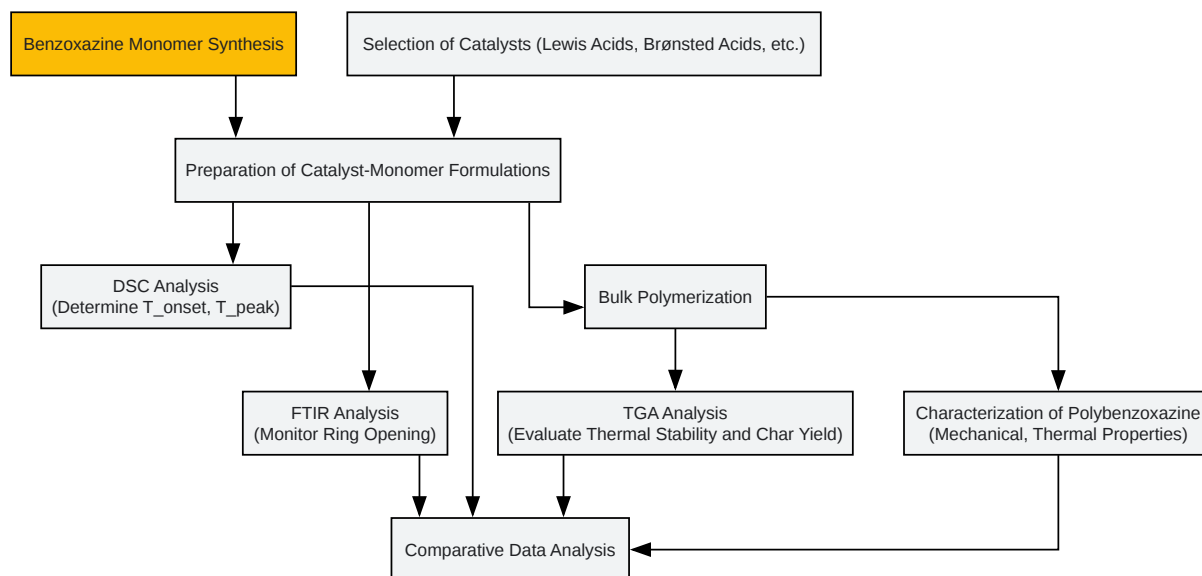 Benzoxazine Monomer Synthesis
Selection of Catalysts (Lewis Acids, Brønsted Acids, etc.)
Preparation of Catalyst-Monomer Formulations
DSC Analysis
(Determine T_onset, T_peak)
Bulk Polymerization
FTIR Analysis
(Monitor Ring Opening)
TGA Analysis
(Evaluate Thermal Stability and Char Yield)
Characterization of Polybenzoxazine
(Mechanical, Thermal Properties)
Comparative Data Analysis